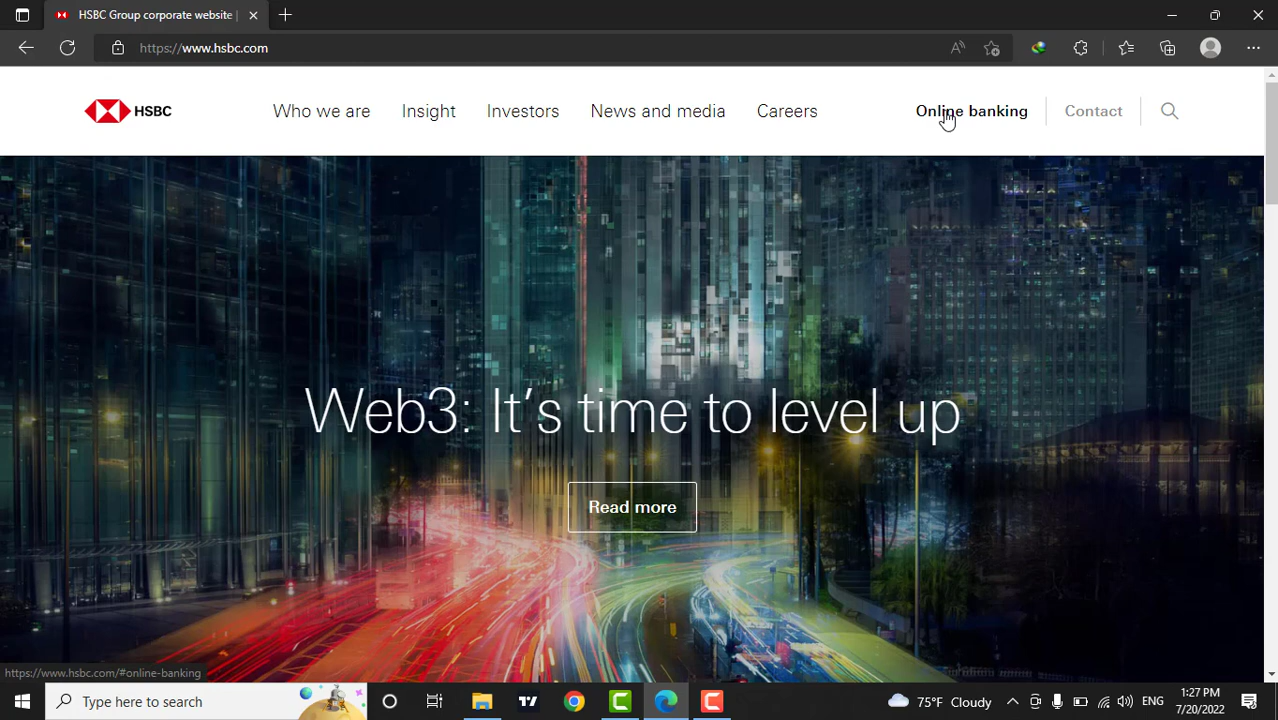 HSBC Group corporate website |
https://www.hsbc.com
HSBC
Who we are
Insight
Investors
News and media
Careers
Online banking
Contact
Web3: It's time to level up
Read more
https://www.hsbc.com/#online-banking
Type here to search
75°F Cloudy
ENG
1:27 PM
7/20/2022